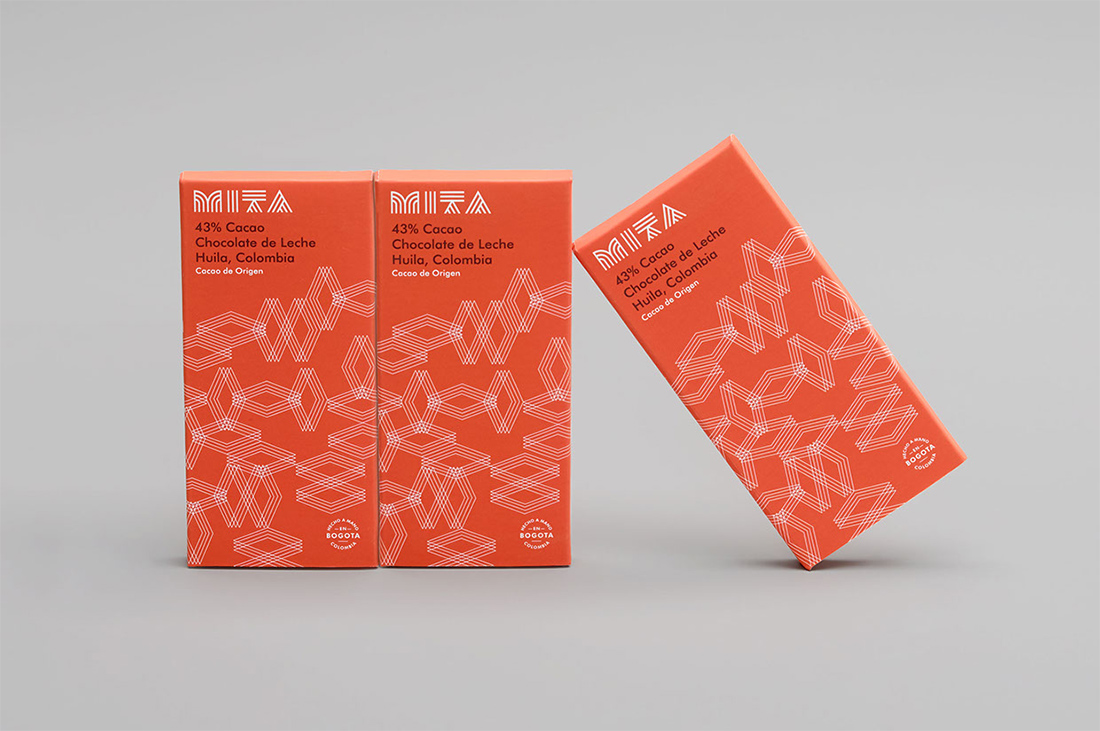 MITA
43% Cacao
Chocolate de Leche
Huila, Colombia
Cacao de Origen
HECHO A MANO
EN
BOGOTA
COLOMBIA
MITA
43% Cacao
Chocolate de Leche
Huila, Colombia
Cacao de Origen
HECHO A MANO
EN
BOGOTA
COLOMBIA
MITA
43% Cacao
Chocolate de Leche
Huila, Colombia
Cacao de Origen
HECHO A MANO
EN
BOGOTA
COLOMBIA